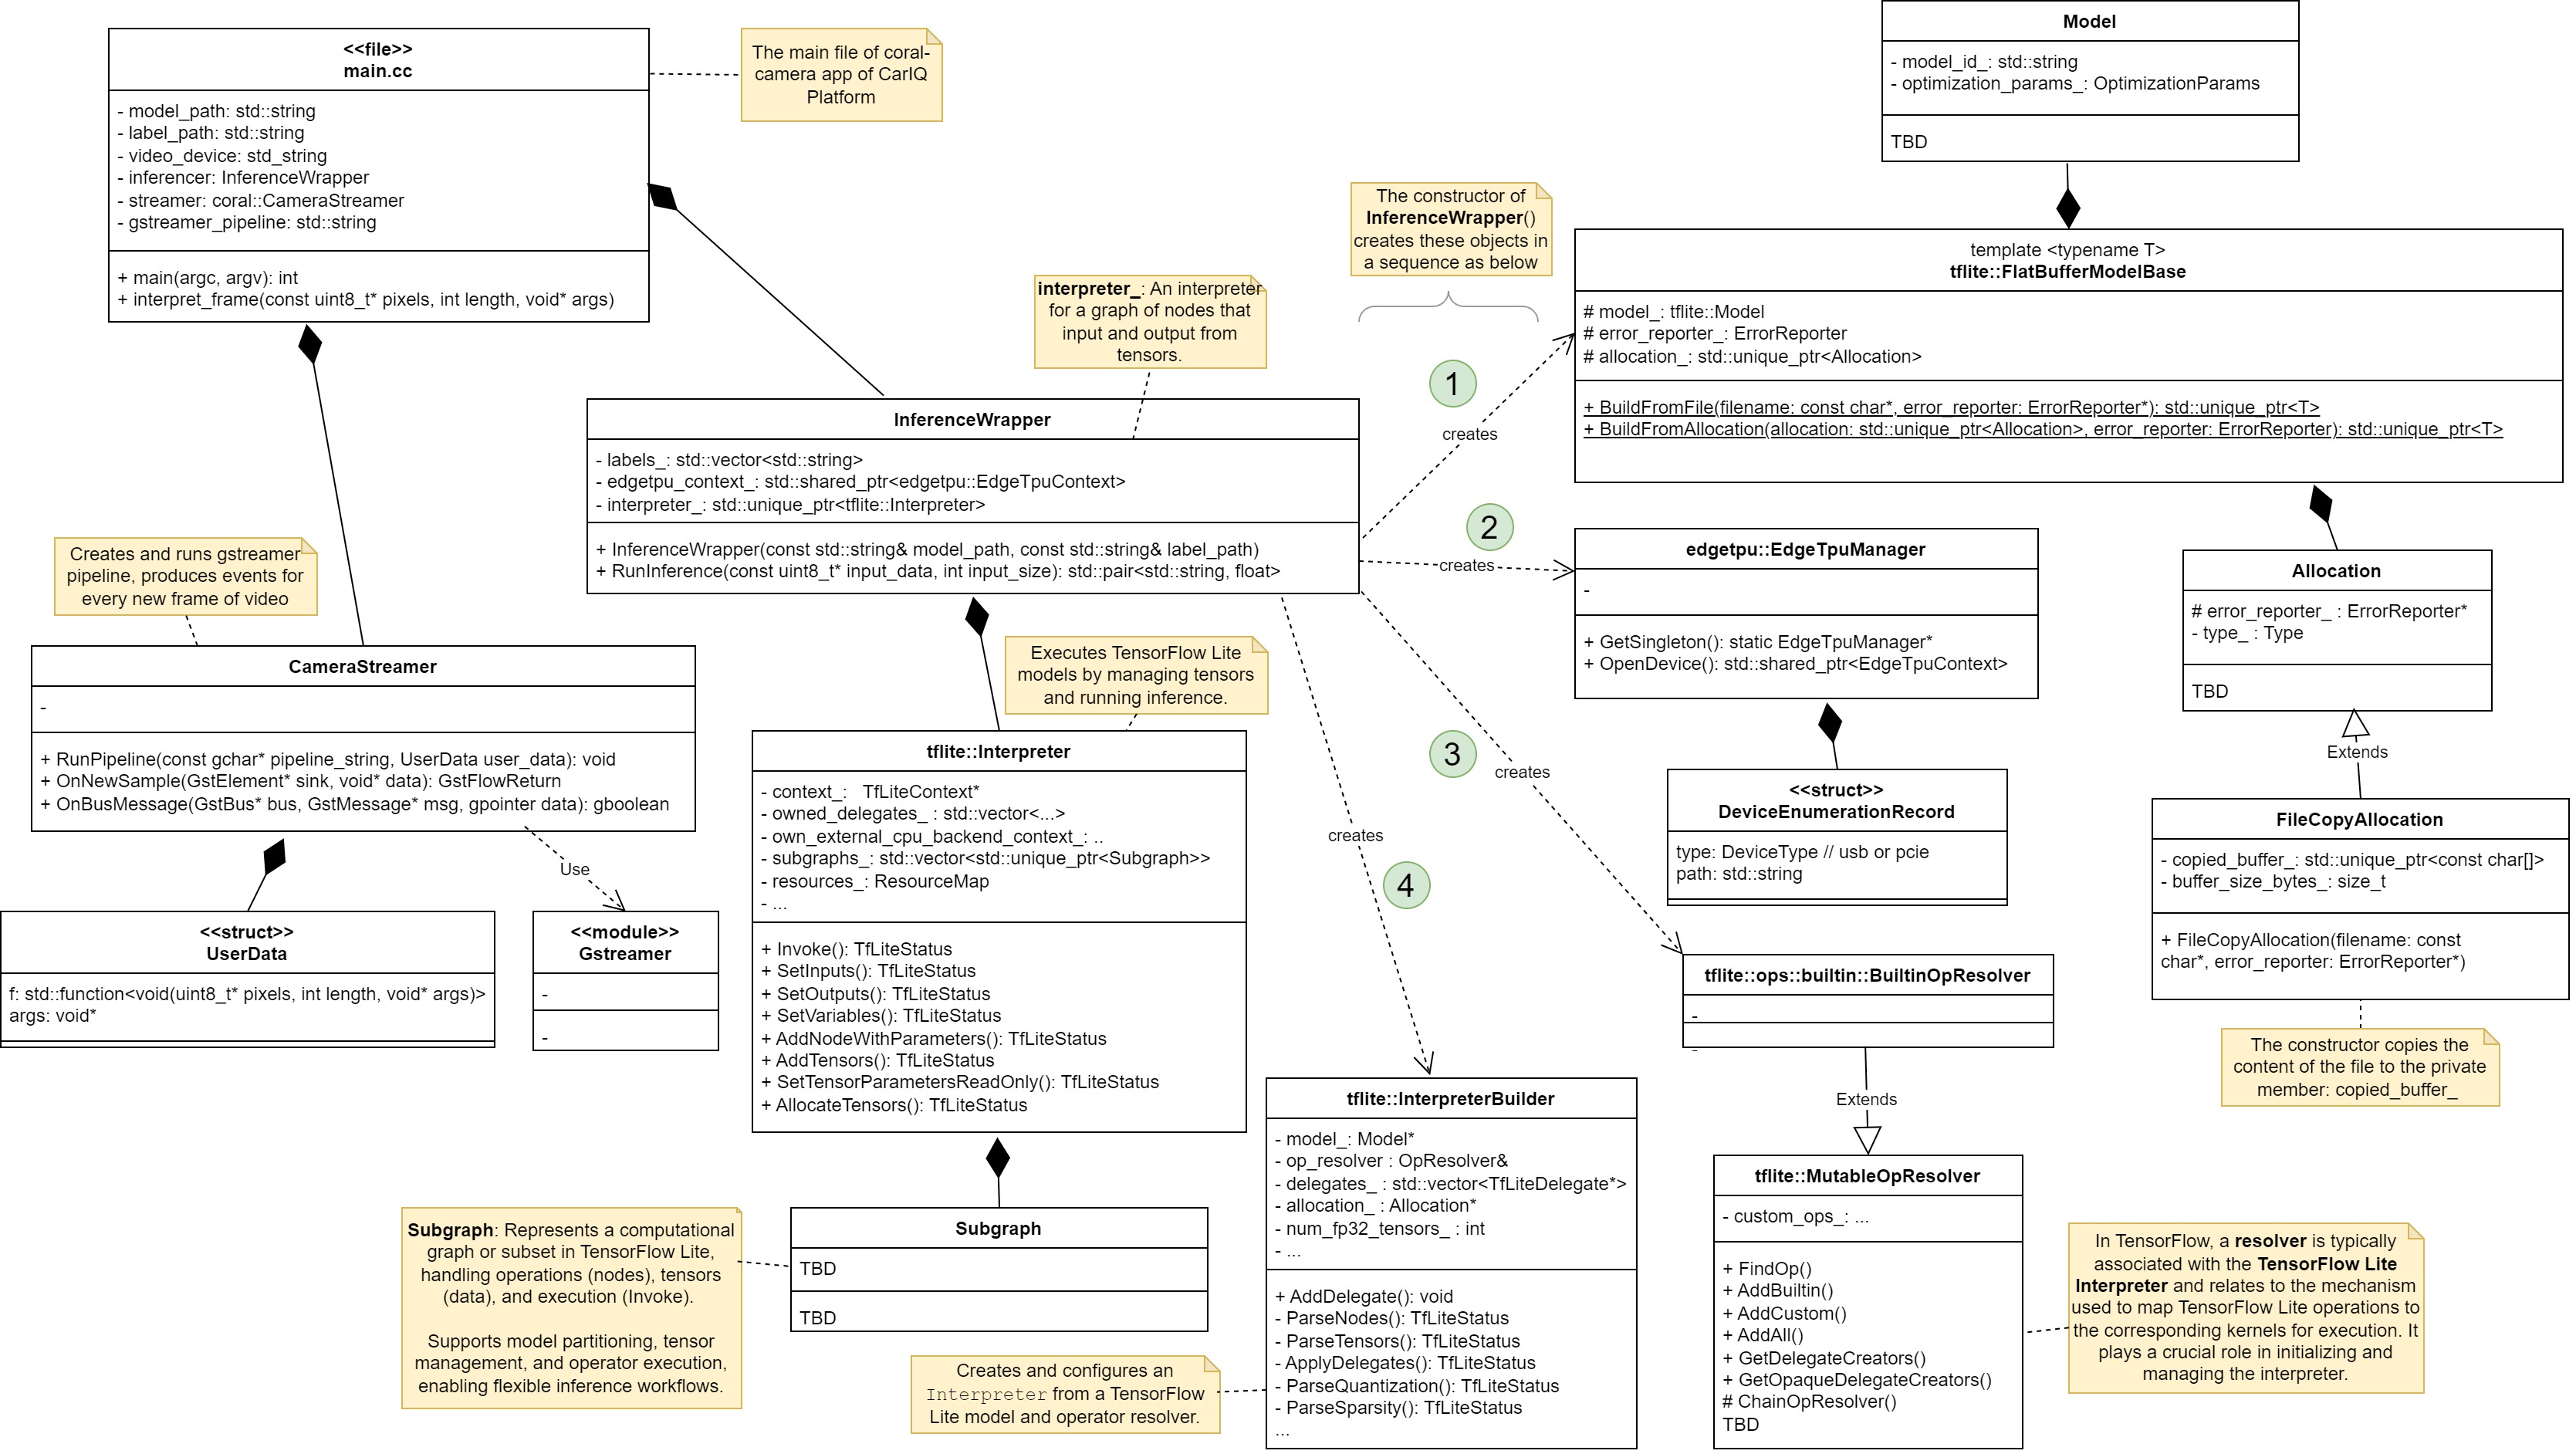 <<file>>
main.cc
- model_path: std::string
- label_path: std::string
- video_device: std_string
- inferencer: InferenceWrapper
- streamer: coral::CameraStreamer
- gstreamer_pipeline: std::string
+ main(argc, argv): int
+ interpret_frame(const uint8_t* pixels, int length, void* args)
The main file of coral-
camera app of CarIQ
Platform
Model
- model_id_: std::string
- optimization_params_: OptimizationParams
TBD
The constructor of
InferenceWrapper()
creates these objects in
a sequence as below
template <typename T>
tflite::FlatBufferModelBase
# model_: tflite::Model
# error_reporter_: ErrorReporter
# allocation_: std::unique_ptr<Allocation>
+ BuildFromFile(filename: const char*, error_reporter: ErrorReporter*): std::unique_ptr<T>
+ BuildFromAllocation(allocation: std::unique_ptr<Allocation>, error_reporter: ErrorReporter): std::unique_ptr<T>
interpreter_: An interpreter
for a graph of nodes that
input and output from
tensors.
1
creates
InferenceWrapper
- labels_: std::vector<std::string>
- edgetpu_context_: std::shared_ptr<edgetpu::EdgeTpuContext>
- interpreter_: std::unique_ptr<tflite::Interpreter>
+ InferenceWrapper(const std::string& model_path, const std::string& label_path)
+ RunInference(const uint8_t* input_data, int input_size): std::pair<std::string, float>
2
creates
edgetpu::EdgeTpuManager
-
+ GetSingleton(): static EdgeTpuManager*
+ OpenDevice(): std::shared_ptr<EdgeTpuContext>
Allocation
# error_reporter_ : ErrorReporter*
- type_ : Type
TBD
Creates and runs gstreamer
pipeline, produces events for
every new frame of video
CameraStreamer
-
+ RunPipeline(const gchar* pipeline_string, UserData user_data): void
+ OnNewSample(GstElement* sink, void* data): GstFlowReturn
+ OnBusMessage(GstBus* bus, GstMessage* msg, gpointer data): gboolean
Executes TensorFlow Lite
models by managing tensors
and running inference.
tflite::Interpreter
- context_:   TfLiteContext*
- owned_delegates_ : std::vector<...>
- own_external_cpu_backend_context_: ..
- subgraphs_: std::vector<std::unique_ptr<Subgraph>>
- resources_: ResourceMap
- ...
+ Invoke(): TfLiteStatus
+ SetInputs(): TfLiteStatus
+ SetOutputs(): TfLiteStatus
+ SetVariables(): TfLiteStatus
+ AddNodeWithParameters(): TfLiteStatus
+ AddTensors(): TfLiteStatus
+ SetTensorParametersReadOnly(): TfLiteStatus
+ AllocateTensors(): TfLiteStatus
3
creates
creates
4
<<struct>>
DeviceEnumerationRecord
type: DeviceType // usb or pcie
path: std::string
Extends
FileCopyAllocation
- copied_buffer_: std::unique_ptr<const char[]>
- buffer_size_bytes_: size_t
+ FileCopyAllocation(filename: const
char*, error_reporter: ErrorReporter*)
Use
<<struct>>
UserData
f: std::function<void(uint8_t* pixels, int length, void* args)>
args: void*
<<module>>
Gstreamer
-
-
tflite::ops::builtin::BuiltinOpResolver
-
-
The constructor copies the
content of the file to the private
member: copied_buffer_
Extends
tflite::InterpreterBuilder
- model_: Model*
- op_resolver : OpResolver&
- delegates_ : std::vector<TfLiteDelegate*>
- allocation_ : Allocation*
- num_fp32_tensors_ : int
- ...
+ AddDelegate(): void
- ParseNodes(): TfLiteStatus
- ParseTensors(): TfLiteStatus
- ApplyDelegates(): TfLiteStatus
- ParseQuantization(): TfLiteStatus
- ParseSparsity(): TfLiteStatus
...
tflite::MutableOpResolver
- custom_ops_: ...
+ FindOp()
+ AddBuiltin()
+ AddCustom()
+ AddAll()
+ GetDelegateCreators()
+ GetOpaqueDelegateCreators()
# ChainOpResolver()
TBD
In TensorFlow, a resolver is typically
associated with the TensorFlow Lite
Interpreter and relates to the mechanism
used to map TensorFlow Lite operations to
the corresponding kernels for execution. It
plays a crucial role in initializing and
managing the interpreter.
Subgraph: Represents a computational
graph or subset in TensorFlow Lite,
handling operations (nodes), tensors
(data), and execution (Invoke).
Supports model partitioning, tensor
management, and operator execution,
enabling flexible inference workflows.
Subgraph
TBD
TBD
Creates and configures an
Interpreter from a TensorFlow
Lite model and operator resolver.